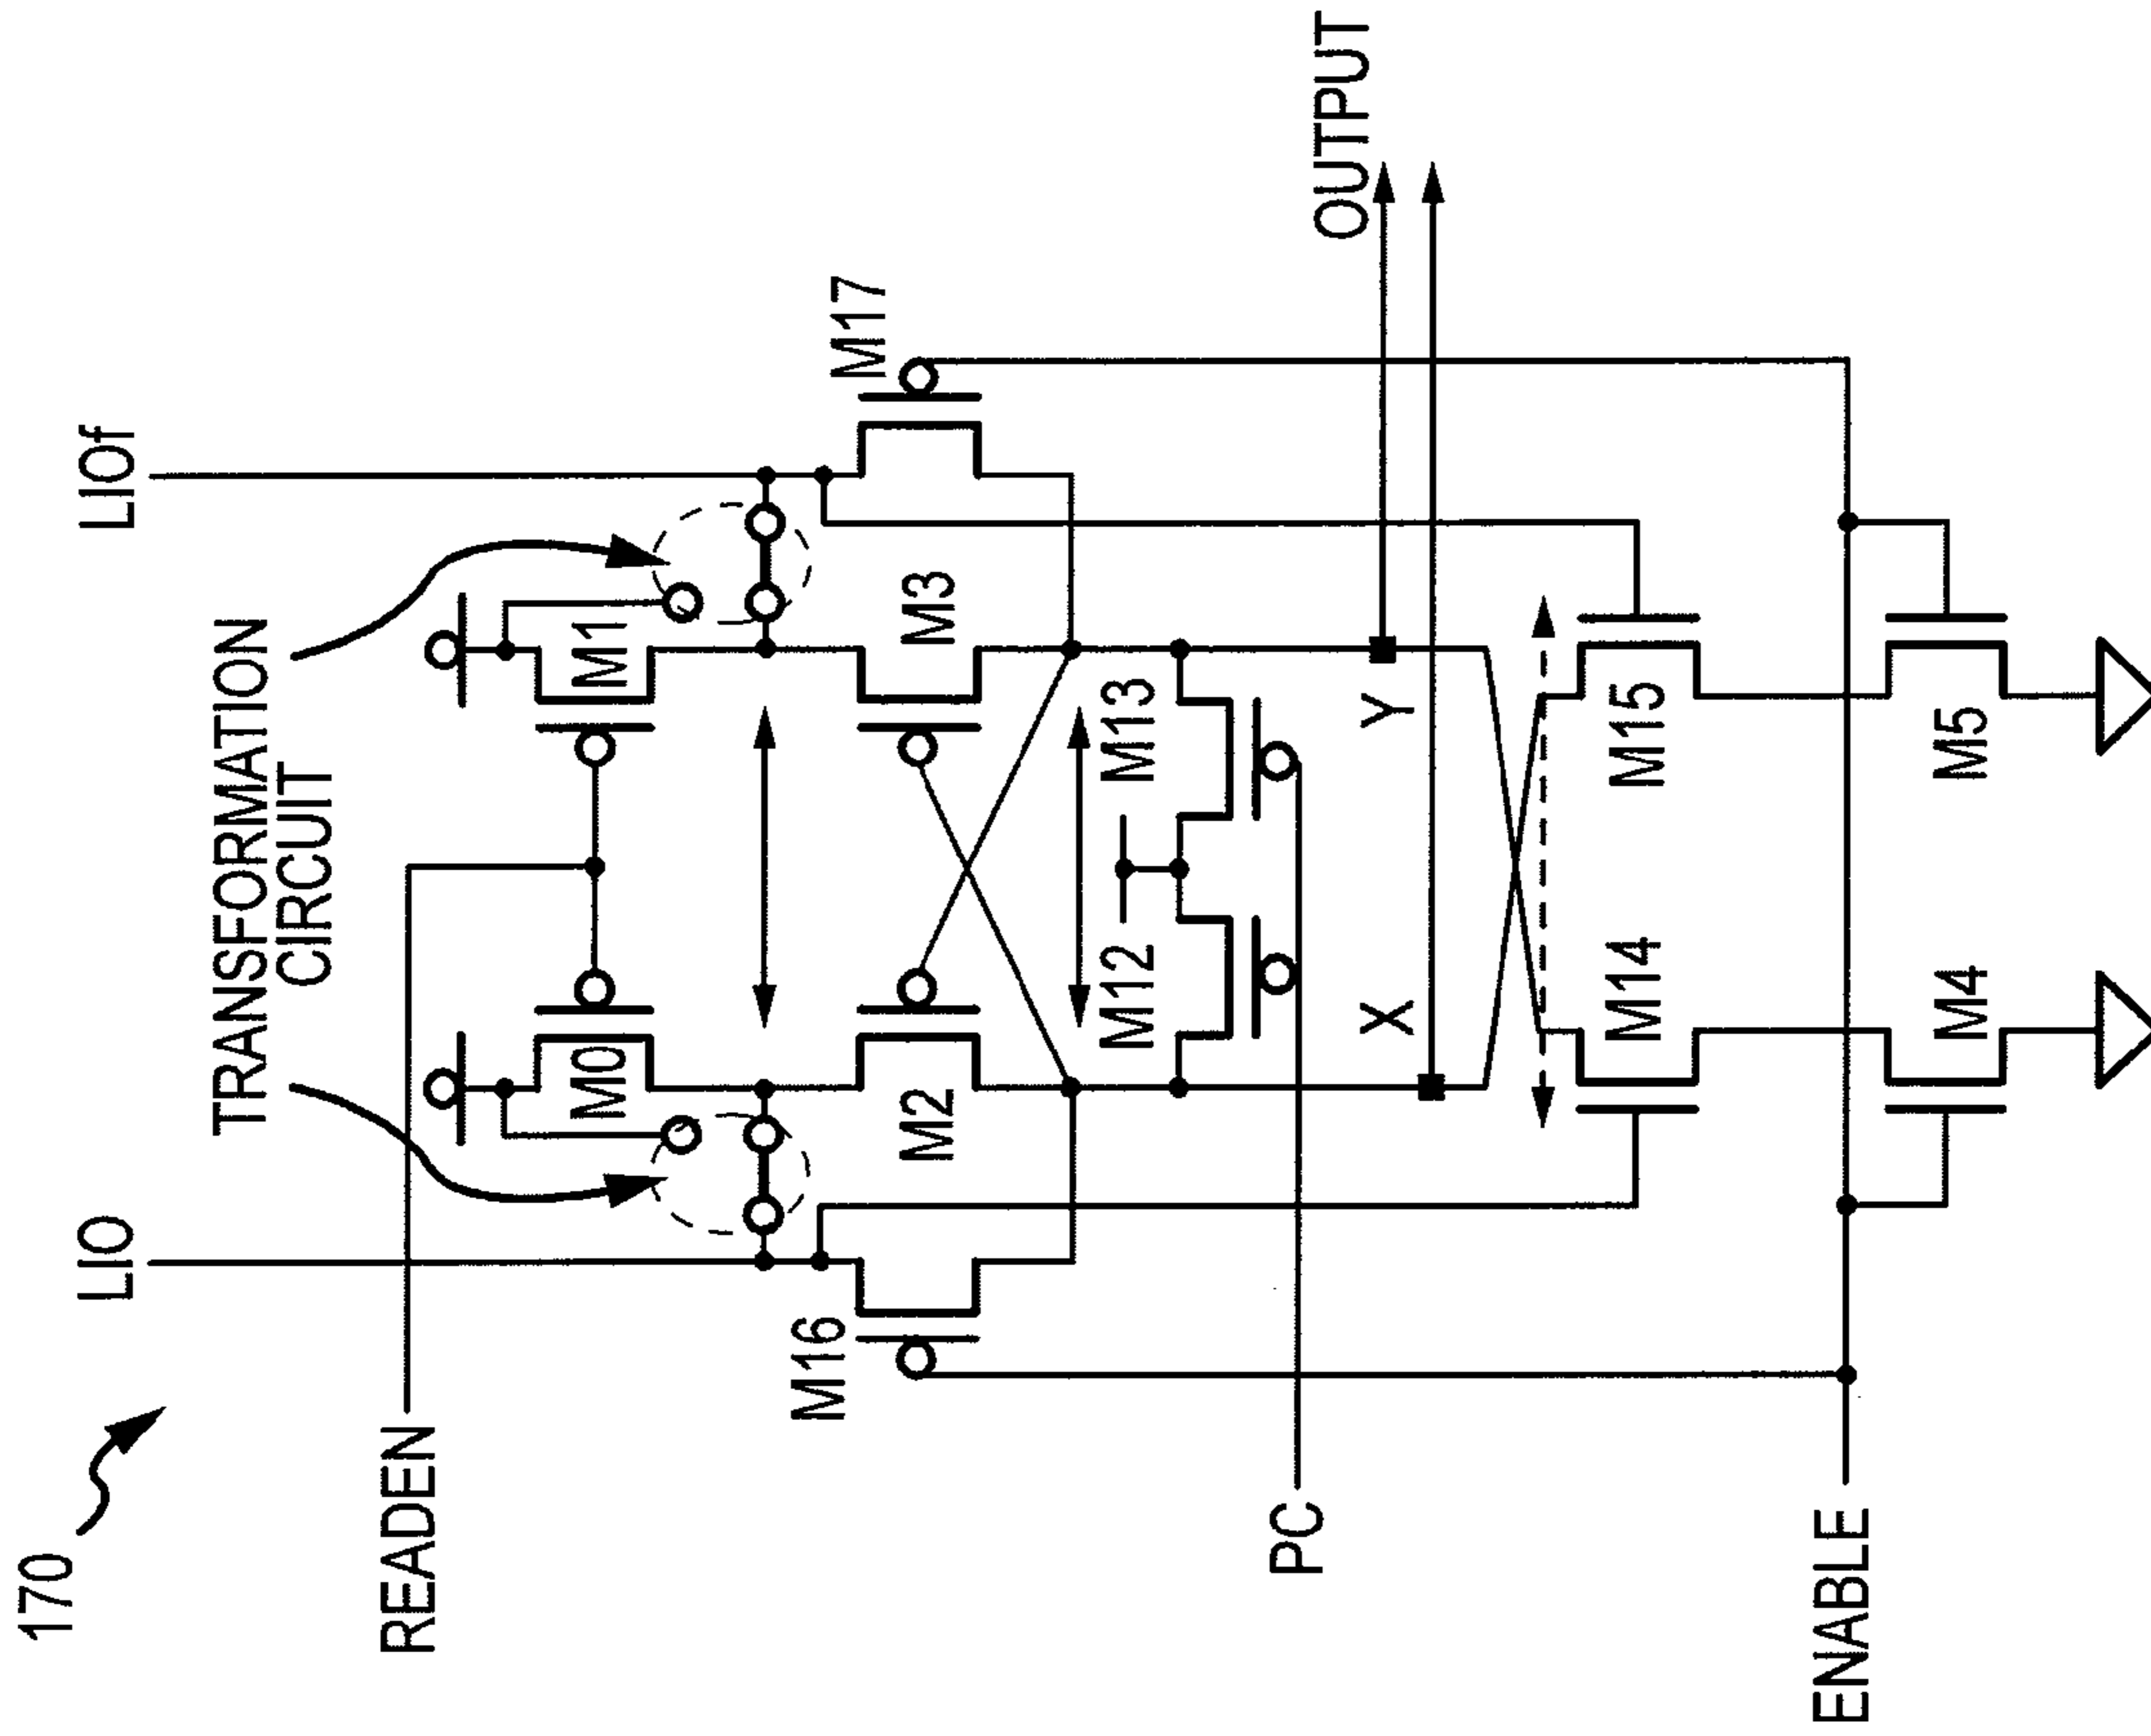 170
LIO
LIOf
TRANSFORMATION
CIRCUIT
READEN
M0
M1
M16
M2
M3
M17
M12
M13
PC
X
Y
OUTPUT
M14
M15
ENABLE
M4
M5